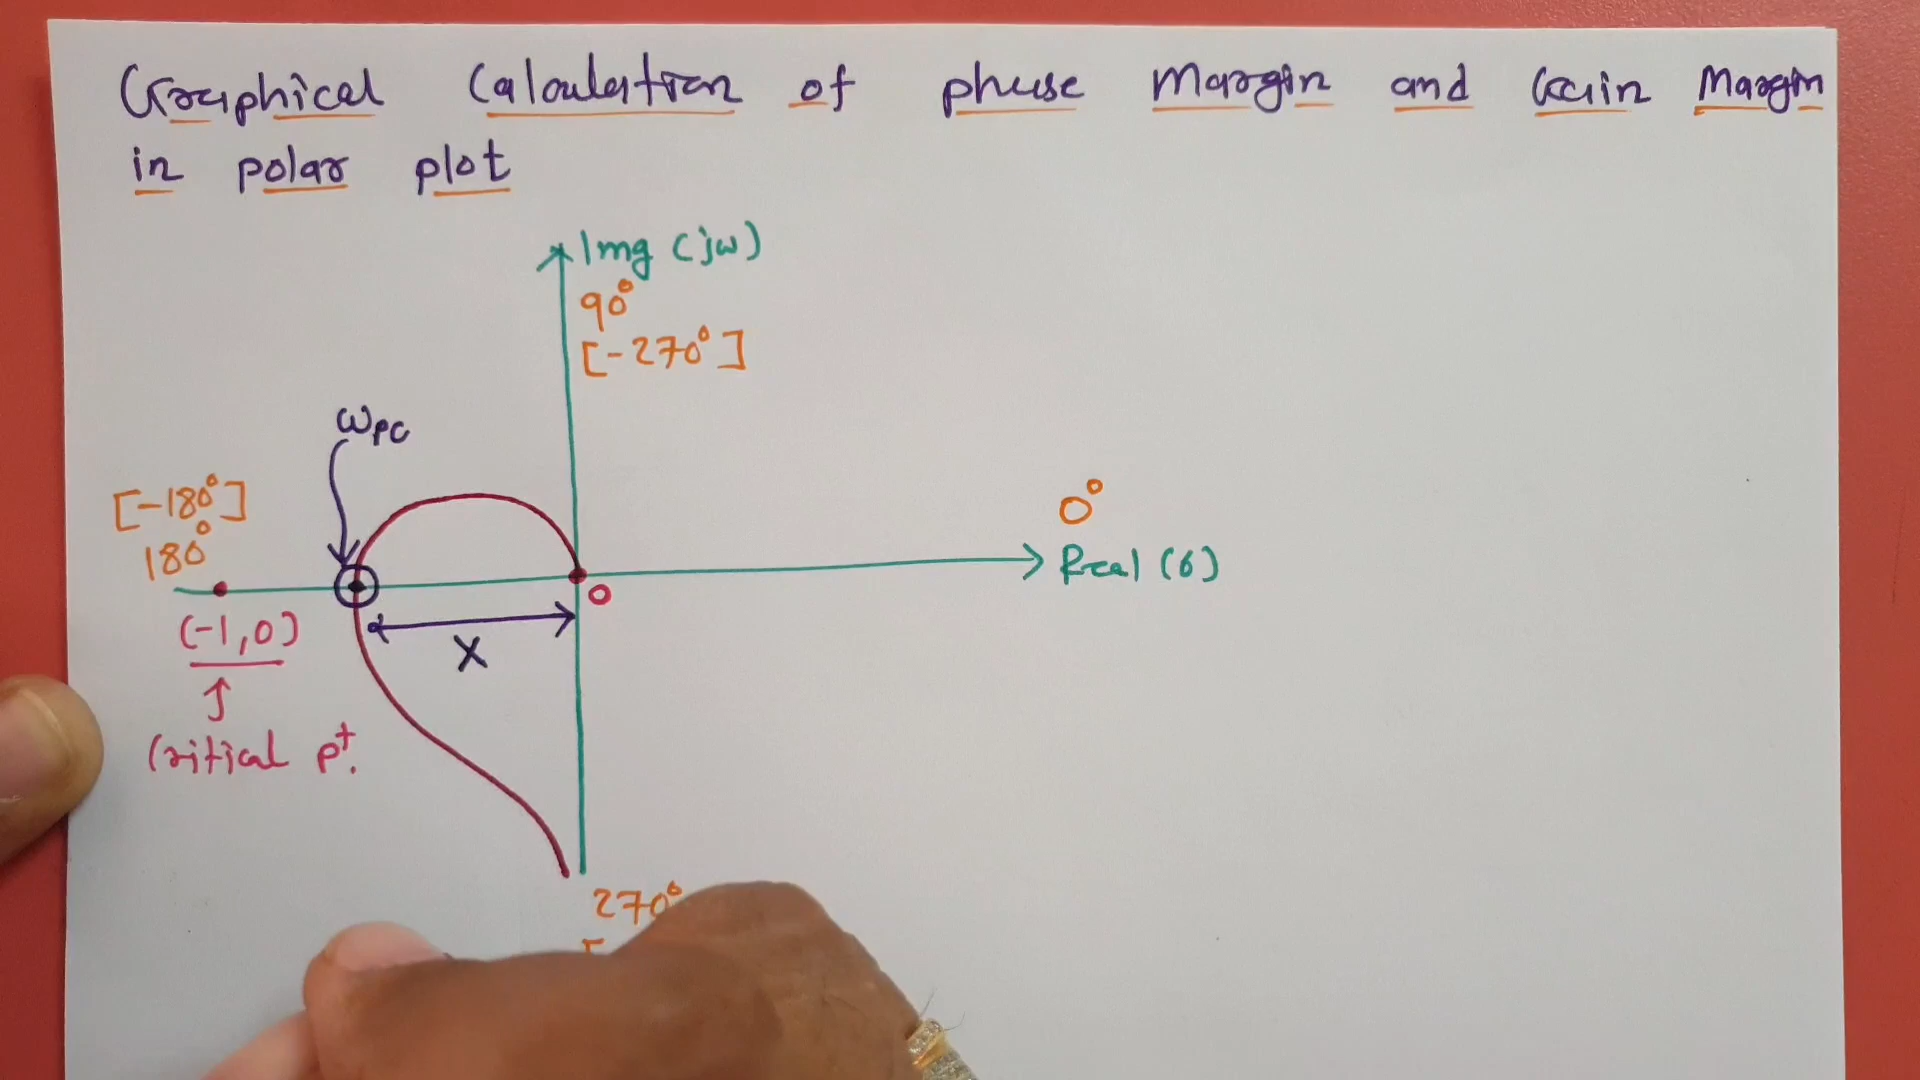 Graphical Calculation of phase Margin and Gain Margin
in polar plot
Img (jω)
90°
[-270°]
ωpc
[-180°]
180°
0°
Real (6)
(-1,0)
0
X
Critical pt.
270°
[